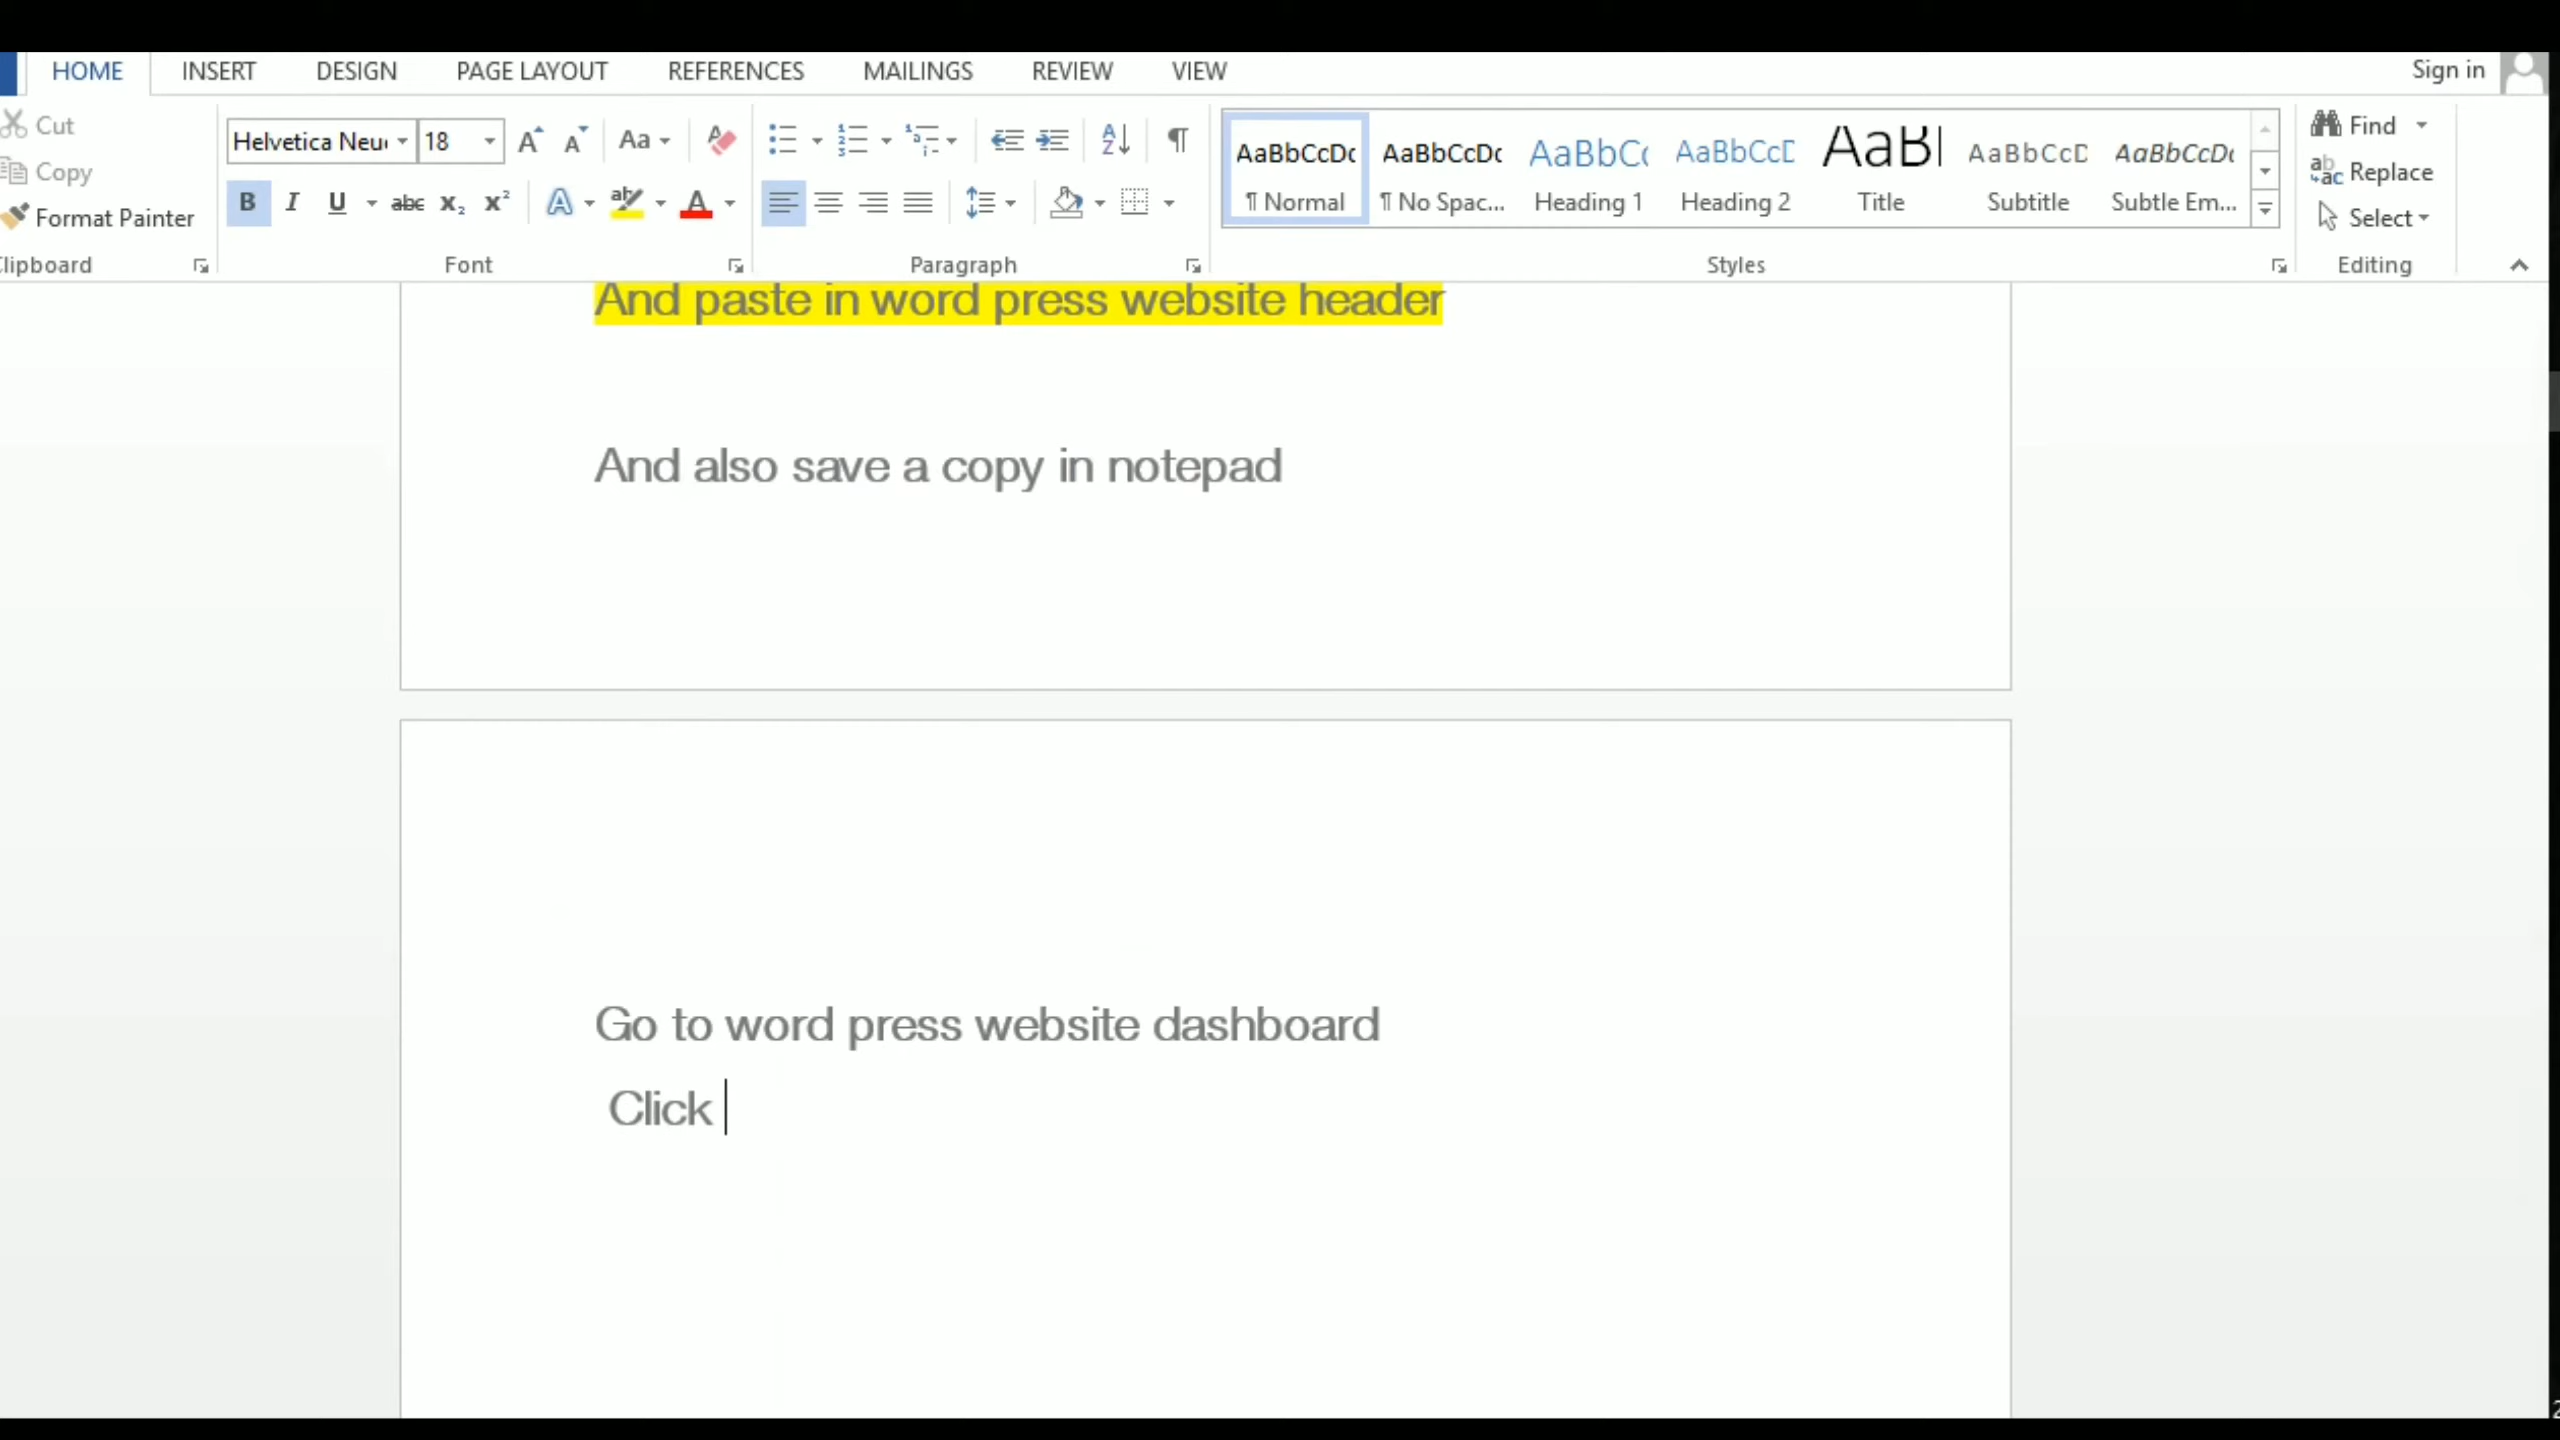 HOME INSERT DESIGN PAGE LAYOUT REFERENCES MAILINGS REVIEW VIEW Sign in
Cut
Copy
Format Painter
Helvetica Neu 18
AaBbCcDc AaBbCcDc AaBbC AaBbCcD AaB AaBbCcD AaBbCcDc
¶ Normal ¶ No Spac... Heading 1 Heading 2 Title Subtitle Subtle Em...
Find
Replace
Select
lipboard Font Paragraph Styles Editing
And paste in word press website header
And also save a copy in notepad
Go to word press website dashboard
Click